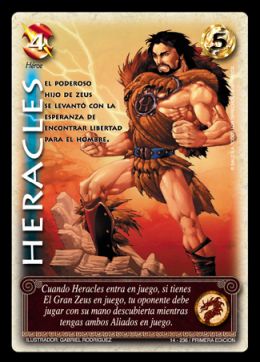 4
5
Héroe
HERACLES
EL PODEROSO
HIJO DE ZEUS
SE LEVANTÓ CON LA
ESPERANZA DE
ENCONTRAR LIBERTAD
PARA EL HOMBRE.
Cuando Heracles entra en juego, si tienes
El Gran Zeus en juego, tu oponente debe
jugar con su mano descubierta mientras
tengas ambos Aliados en juego.
ILUSTRADOR: GABRIEL RODRIGUEZ
14 - 236 / PRIMERA EDICION